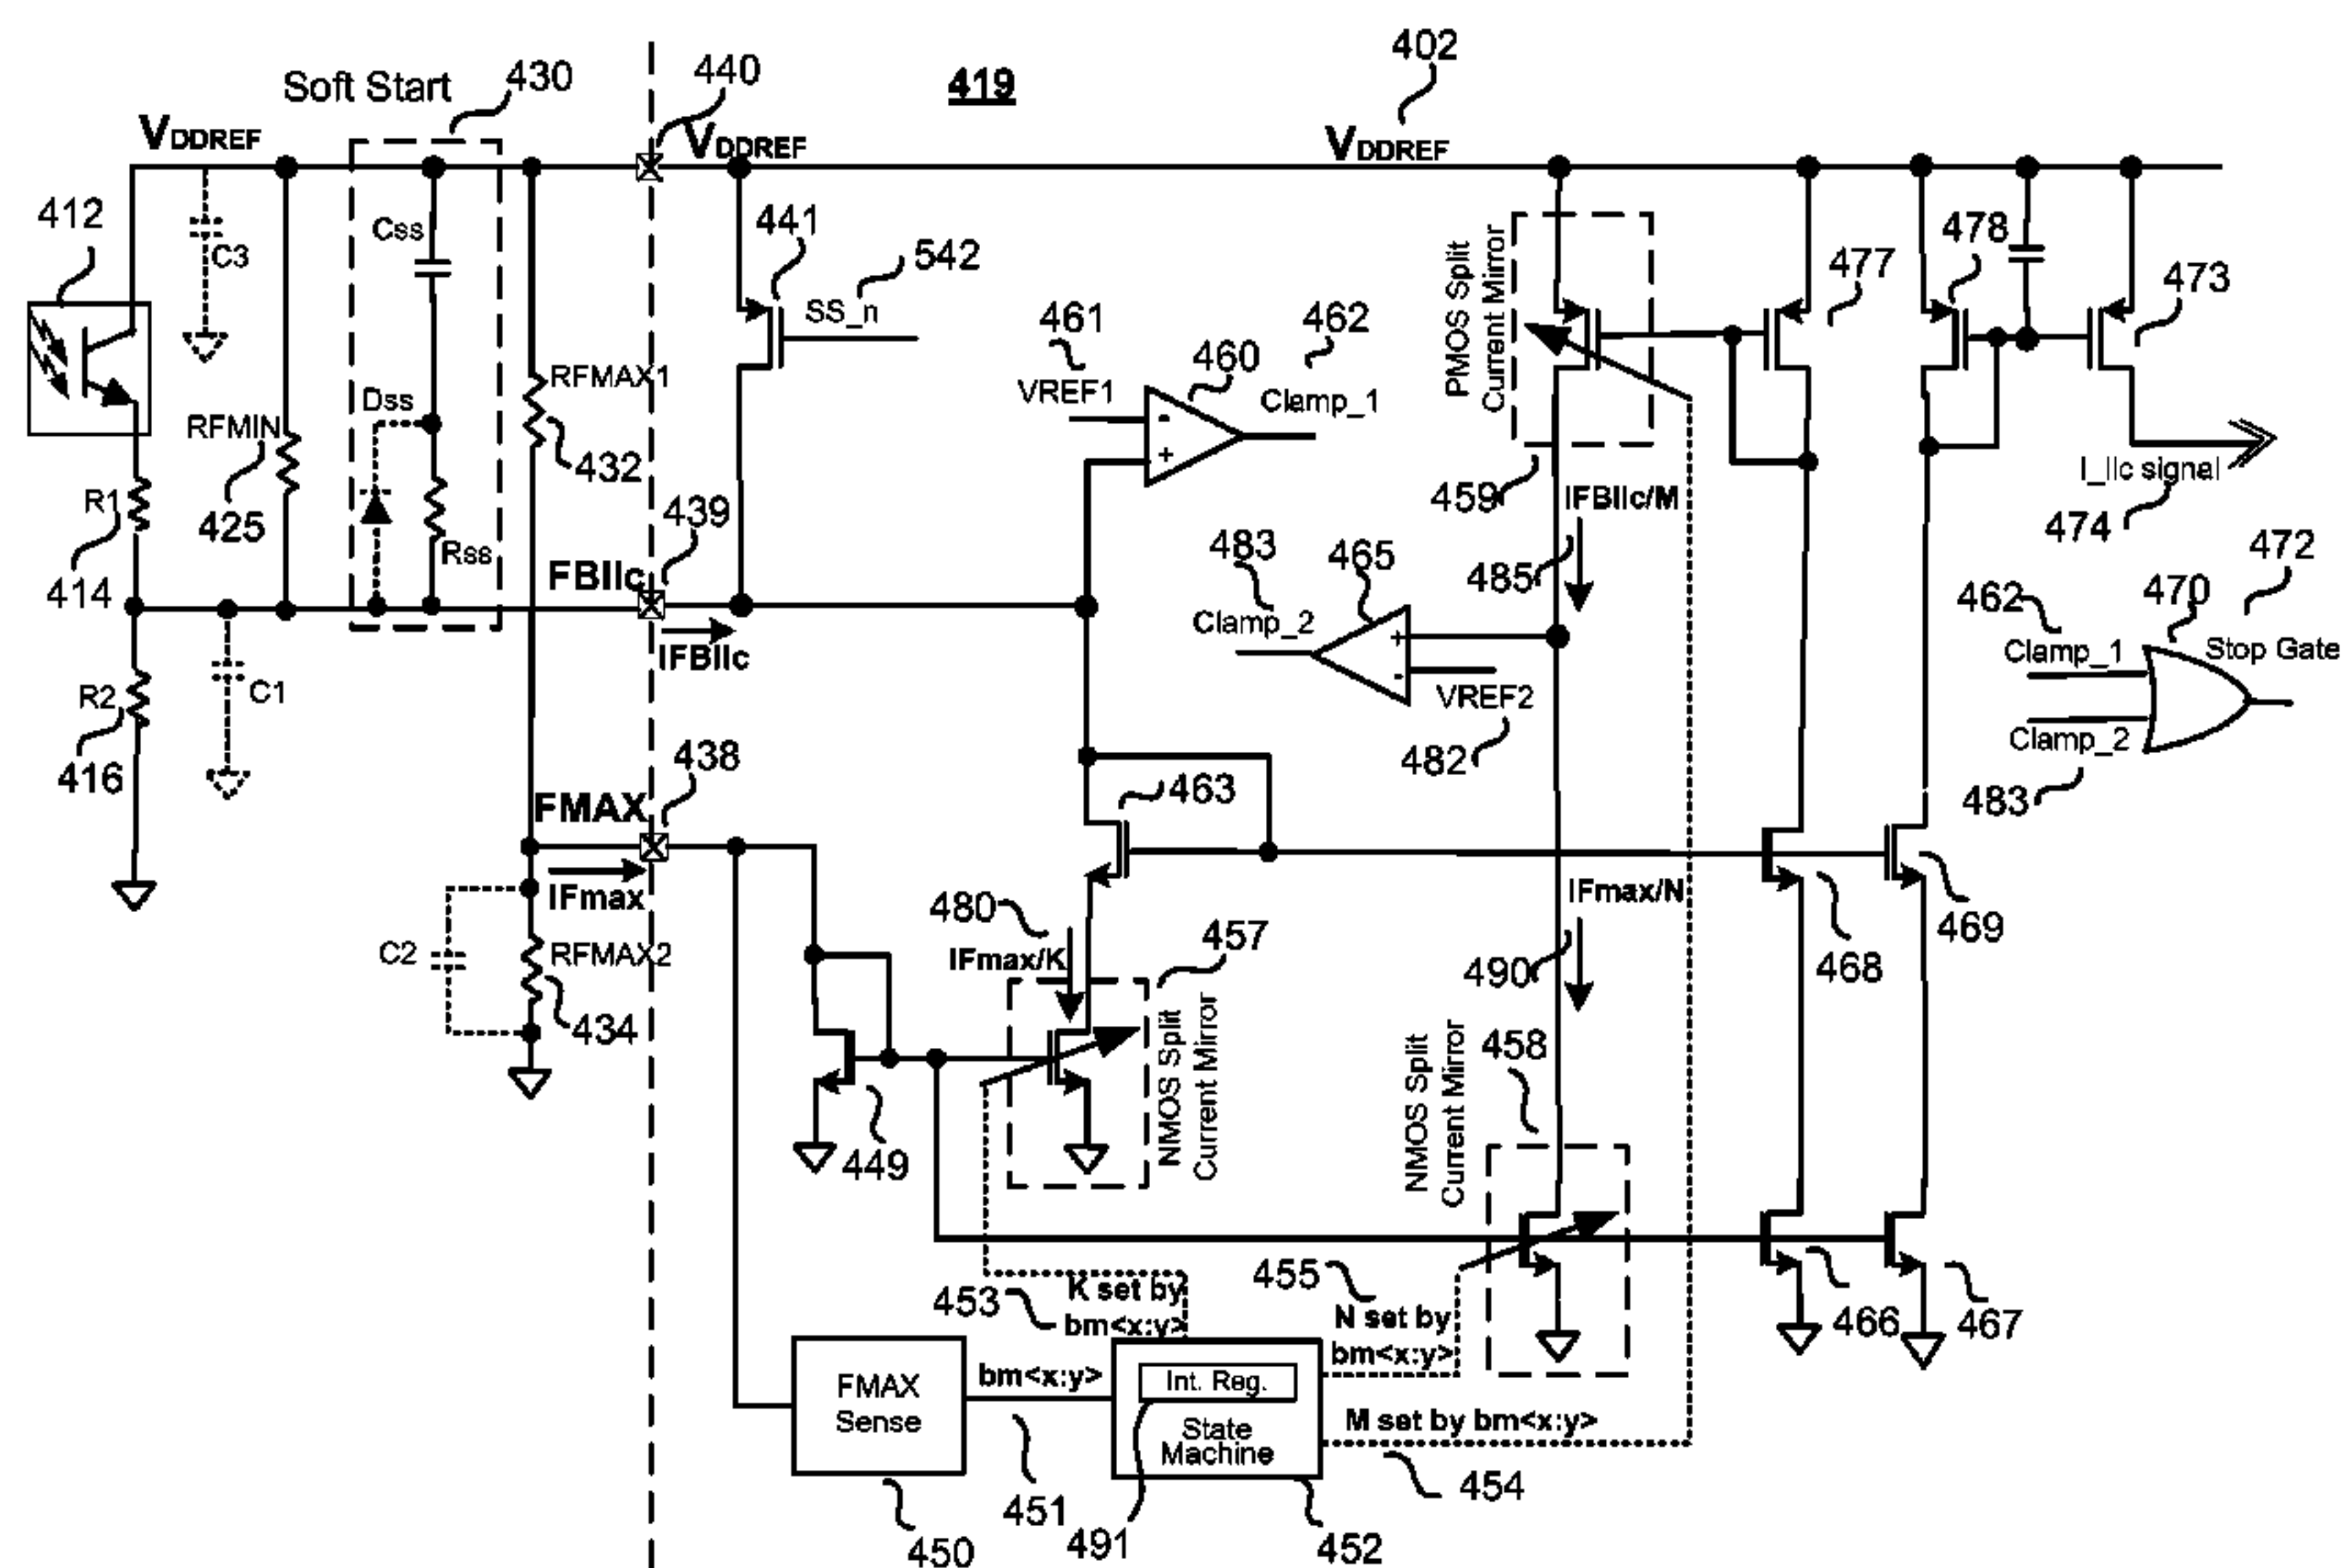 402
Soft Start
430
440
419
VDDREF
VDDREF
VDDREF
412
C3
Css
441
542
SS_n
461
VREF1
460
462
Clamp_1
-
+
PMOS Split
Current Mirror
477
478
473
RFMAX1
Dss
RFMIN
432
425
R1
414
Rss
439
FBllc
IFBllc
459
IFBllc/M
485
I_llc signal
474
483
Clamp_2
465
+
-
VREF2
482
472
462
470
Clamp_1
Stop Gate
Clamp_2
483
R2
416
C1
438
FMAX
IFmax
463
480
IFmax/K
457
IFmax/N
490
468
469
C2
RFMAX2
434
449
NMOS Split
Current Mirror
458
NMOS Split
Current Mirror
455
453
K set by
bm<x:y>
N set by
bm<x:y>
466
467
FMAX
Sense
bm<x:y>
Int. Reg.
State
Machine
M set by bm<x:y>
454
451
491
450
452